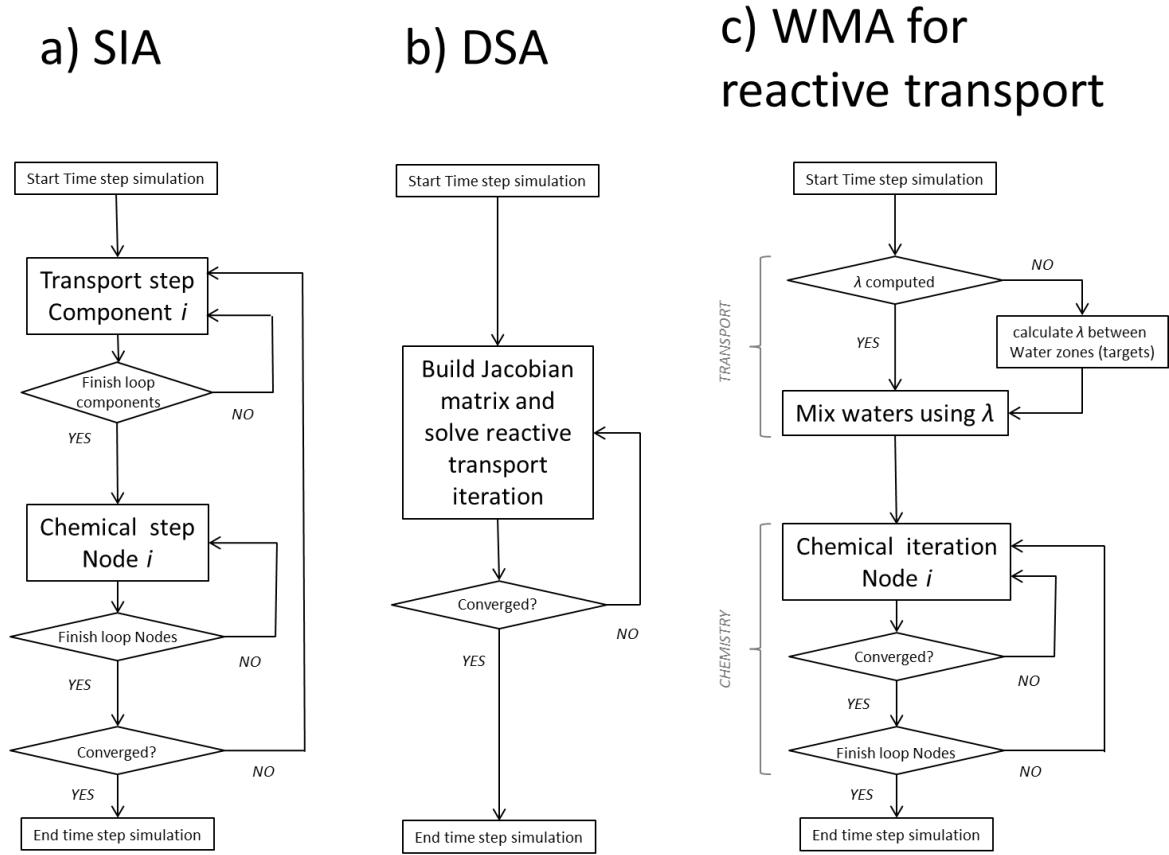 a) SIA
Start Time step simulation
Transport step
Component i
Finish loop
components
NO
YES
Chemical step
Node i
Finish loop Nodes
NO
YES
Converged?
NO
YES
End time step simulation
b) DSA
Start Time step simulation
Build Jacobian
matrix and
solve reactive
transport
iteration
Converged?
NO
YES
End time step simulation
c) WMA for
reactive transport
Start Time step simulation
TRANSPORT
λ computed
NO
YES
calculate λ between
Water zones (targets)
Mix waters using λ
CHEMISTRY
Chemical iteration
Node i
Converged?
NO
YES
Finish loop Nodes
NO
YES
End time step simulation